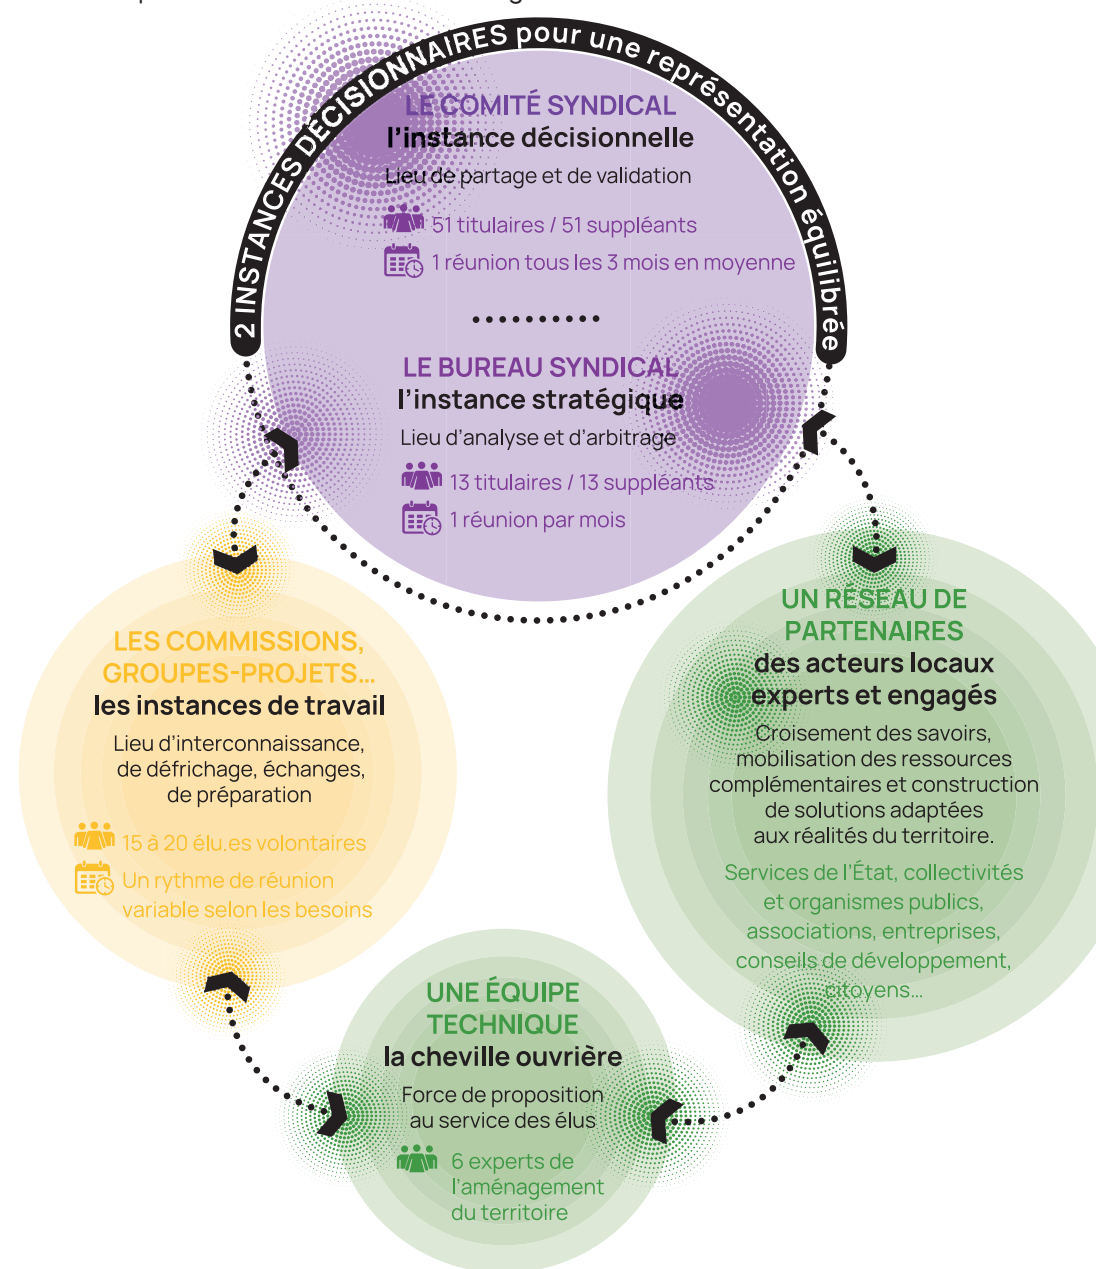 2 INSTANCES DÉCISIONNAIRES pour une représentation équilibrée
LE COMITÉ SYNDICAL
l'instance décisionnelle
Lieu de partage et de validation
51 titulaires / 51 suppléants
1 réunion tous les 3 mois en moyenne
LE BUREAU SYNDICAL
l'instance stratégique
Lieu d'analyse et d'arbitrage
13 titulaires / 13 suppléants
1 réunion par mois
LES COMMISSIONS,
GROUPES-PROJETS...
les instances de travail
Lieu d'interconnaissance,
de défrichage, échanges,
de préparation
15 à 20 élu.es volontaires
Un rythme de réunion
variable selon les besoins
UN RÉSEAU DE
PARTENAIRES
des acteurs locaux
experts et engagés
Croisement des savoirs,
mobilisation des ressources
complémentaires et construction
de solutions adaptées
aux réalités du territoire.
Services de l'État, collectivités
et organismes publics,
associations, entreprises,
conseils de développement,
citoyens...
UNE ÉQUIPE
TECHNIQUE
la cheville ouvrière
Force de proposition
au service des élus
6 experts de
l'aménagement
du territoire